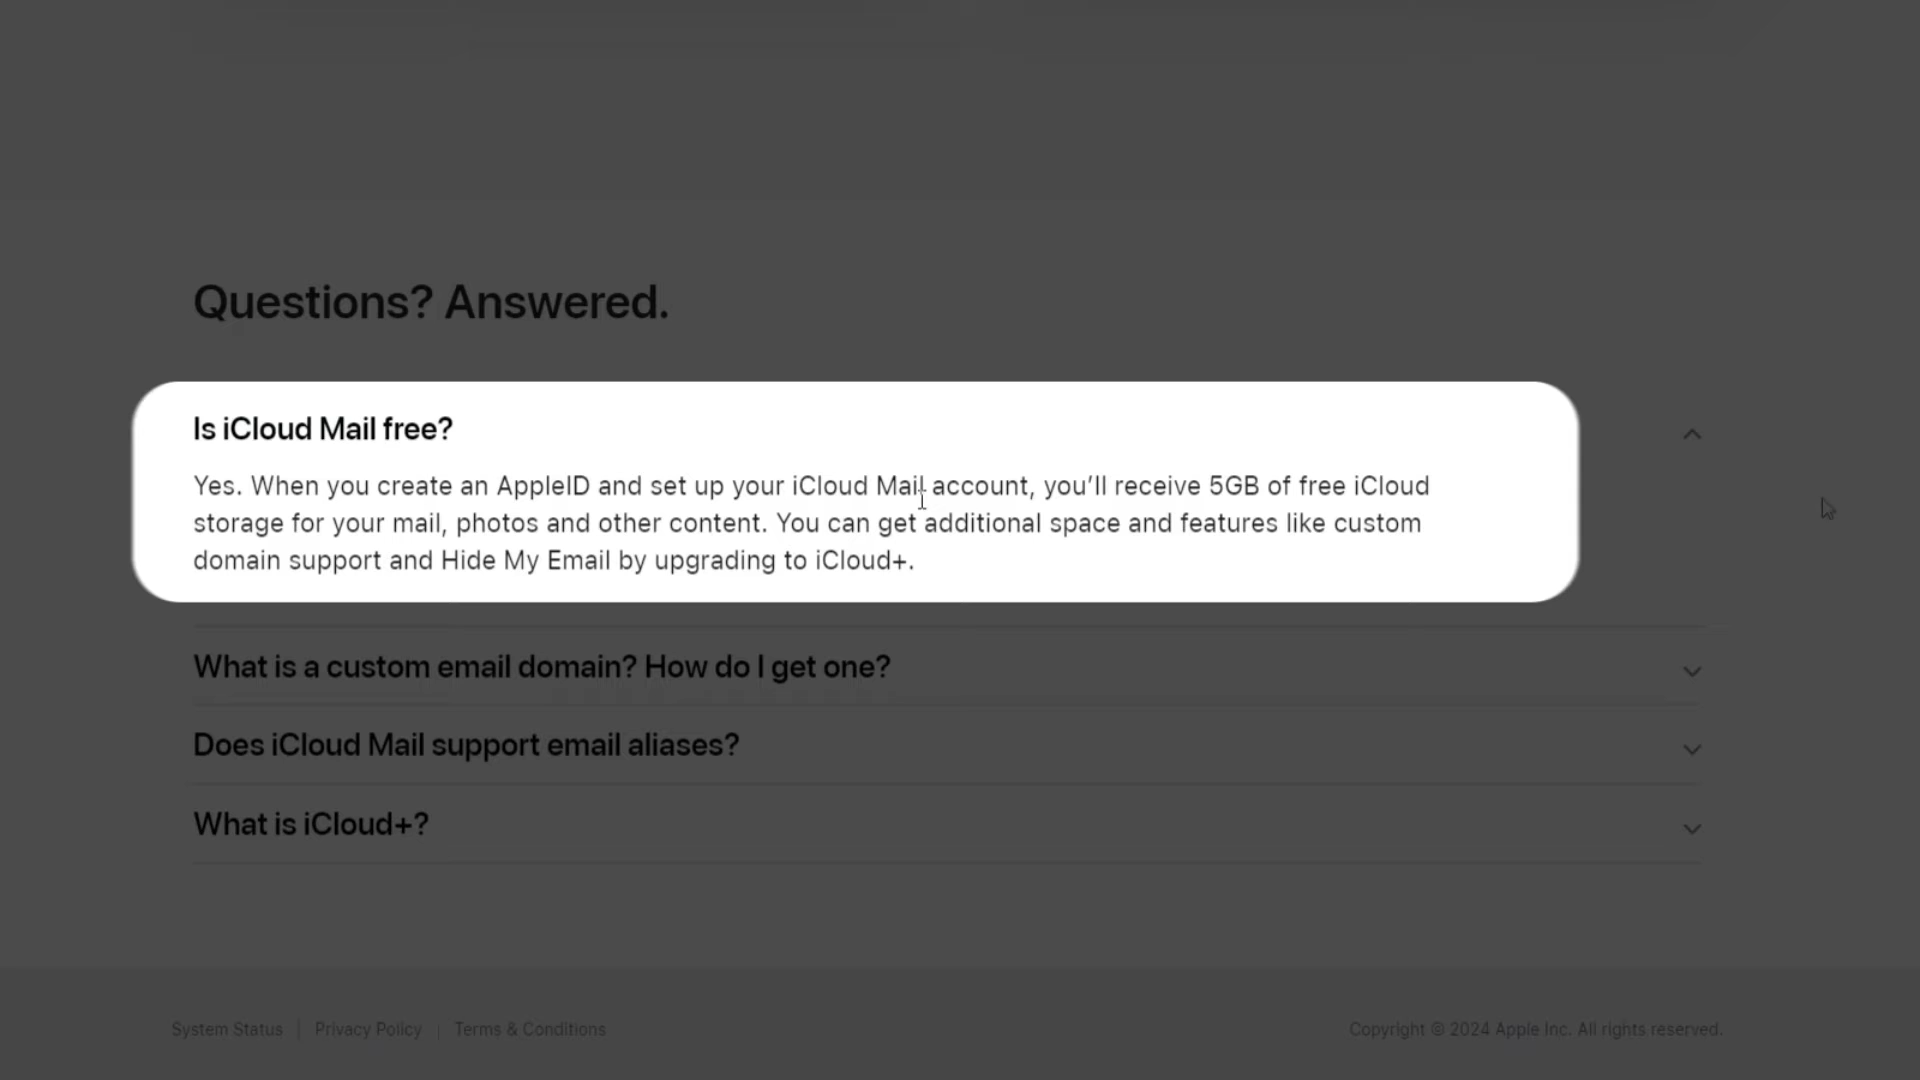 Questions? Answered.
Is iCloud Mail free?
Yes. When you create an AppleID and set up your iCloud Mail account, you’ll receive 5GB of free iCloud
storage for your mail, photos and other content. You can get additional space and features like custom
domain support and Hide My Email by upgrading to iCloud+.
What is a custom email domain? How do I get one?
Does iCloud Mail support email aliases?
What is iCloud+?
System Status | Privacy Policy | Terms & Conditions
Copyright © 2024 Apple Inc. All rights reserved.